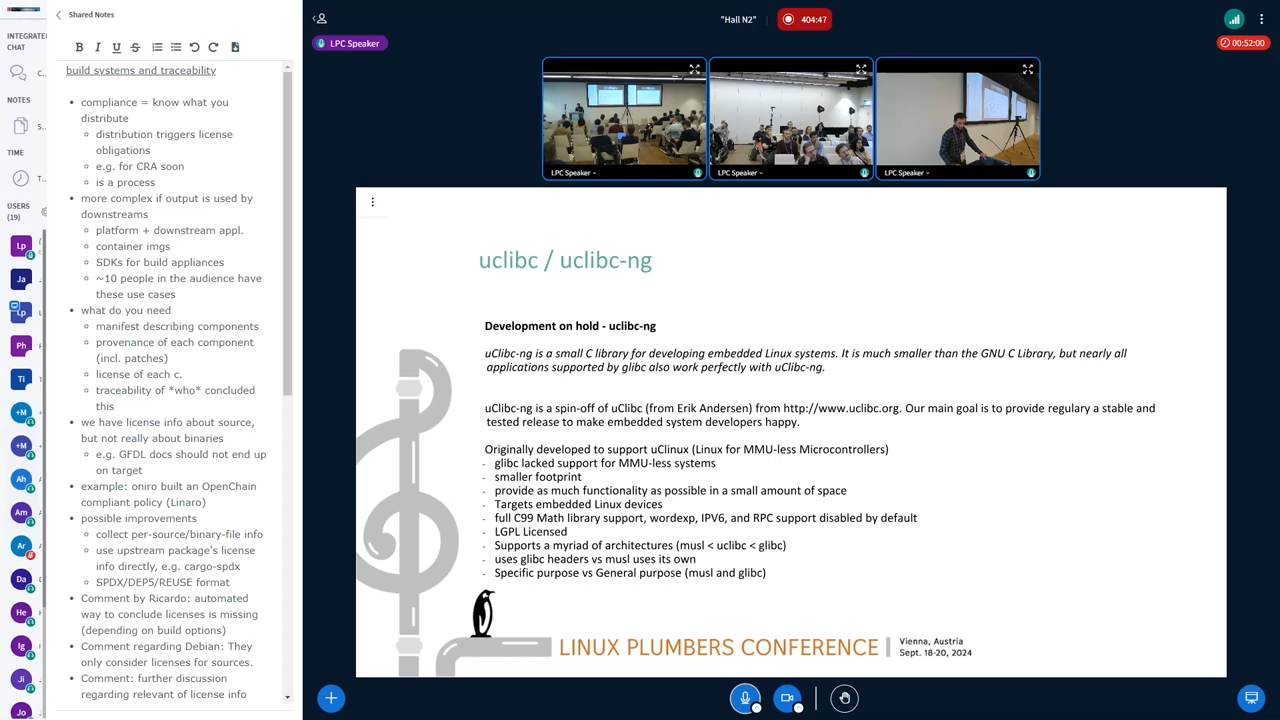 Shared Notes
INTEGRATE
CHAT
C...
NOTES
S...
TIME
T...
USERS
(19)
Lp
Ja
Lp
Ph
Ti
+M
+M
Ah
Am
Ar
Da
He
Ig
Ji
Jo
B I U S
build systems and traceability
• compliance = know what you
distribute
distribution triggers license
obligations
e.g. for CRA soon
is a process
• more complex if output is used by
downstreams
platform + downstream appl.
container imgs
SDKs for build appliances
~10 people in the audience have
these use cases
• what do you need
manifest describing components
provenance of each component
(incl. patches)
license of each c.
traceability of *who* concluded
this
• we have license info about source,
but not really about binaries
e.g. GFDL docs should not end up
on target
• example: oniro built an OpenChain
compliant policy (Linaro)
• possible improvements
collect per-source/binary-file info
use upstream package's license
info directly, e.g. cargo-spdx
SPDX/DEP5/REUSE format
• Comment by Ricardo: automated
way to conclude licenses is missing
(depending on build options)
• Comment regarding Debian: They
only consider licenses for sources.
• Comment: further discussion
regarding relevant of license info
"Hall N2"
404:47
00:52:00
LPC Speaker
LPC Speaker
LPC Speaker
LPC Speaker
uclibc / uclibc-ng
Development on hold - uclibc-ng
uClibc-ng is a small C library for developing embedded Linux systems. It is much smaller than the GNU C Library, but nearly all
applications supported by glibc also work perfectly with uClibc-ng.
uClibc-ng is a spin-off of uClibc (from Erik Andersen) from http://www.uclibc.org. Our main goal is to provide regulary a stable and
tested release to make embedded system developers happy.
Originally developed to support uClinux (Linux for MMU-less Microcontrollers)
- glibc lacked support for MMU-less systems
- smaller footprint
- provide as much functionality as possible in a small amount of space
- Targets embedded Linux devices
- full C99 Math library support, wordexp, IPV6, and RPC support disabled by default
- LGPL Licensed
- Supports a myriad of architectures (musl < uclibc < glibc)
- uses glibc headers vs musl uses its own
- Specific purpose vs General purpose (musl and glibc)
LINUX PLUMBERS CONFERENCE
Vienna, Austria
Sept. 18-20, 2024